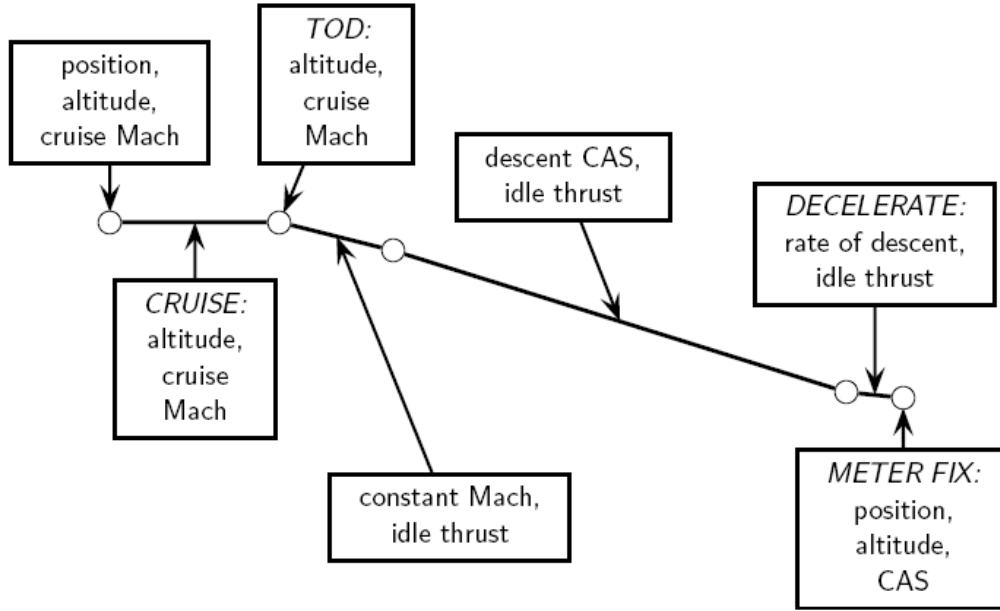 position,
altitude,
cruise Mach
TOD:
altitude,
cruise
Mach
descent CAS,
idle thrust
DECELERATE:
rate of descent,
idle thrust
CRUISE:
altitude,
cruise
Mach
constant Mach,
idle thrust
METER FIX:
position,
altitude,
CAS